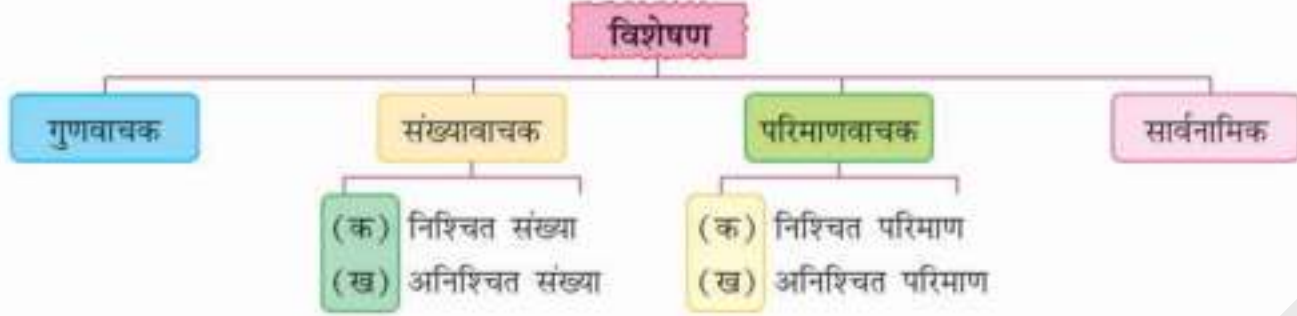 विशेषण
गुणवाचक संख्यावाचक परिमाणवाचक सार्वनामिक
(क) निश्चित संख्या (क) निश्चित परिमाण
(ख) अनिश्चित संख्या (ख) अनिश्चित परिमाण